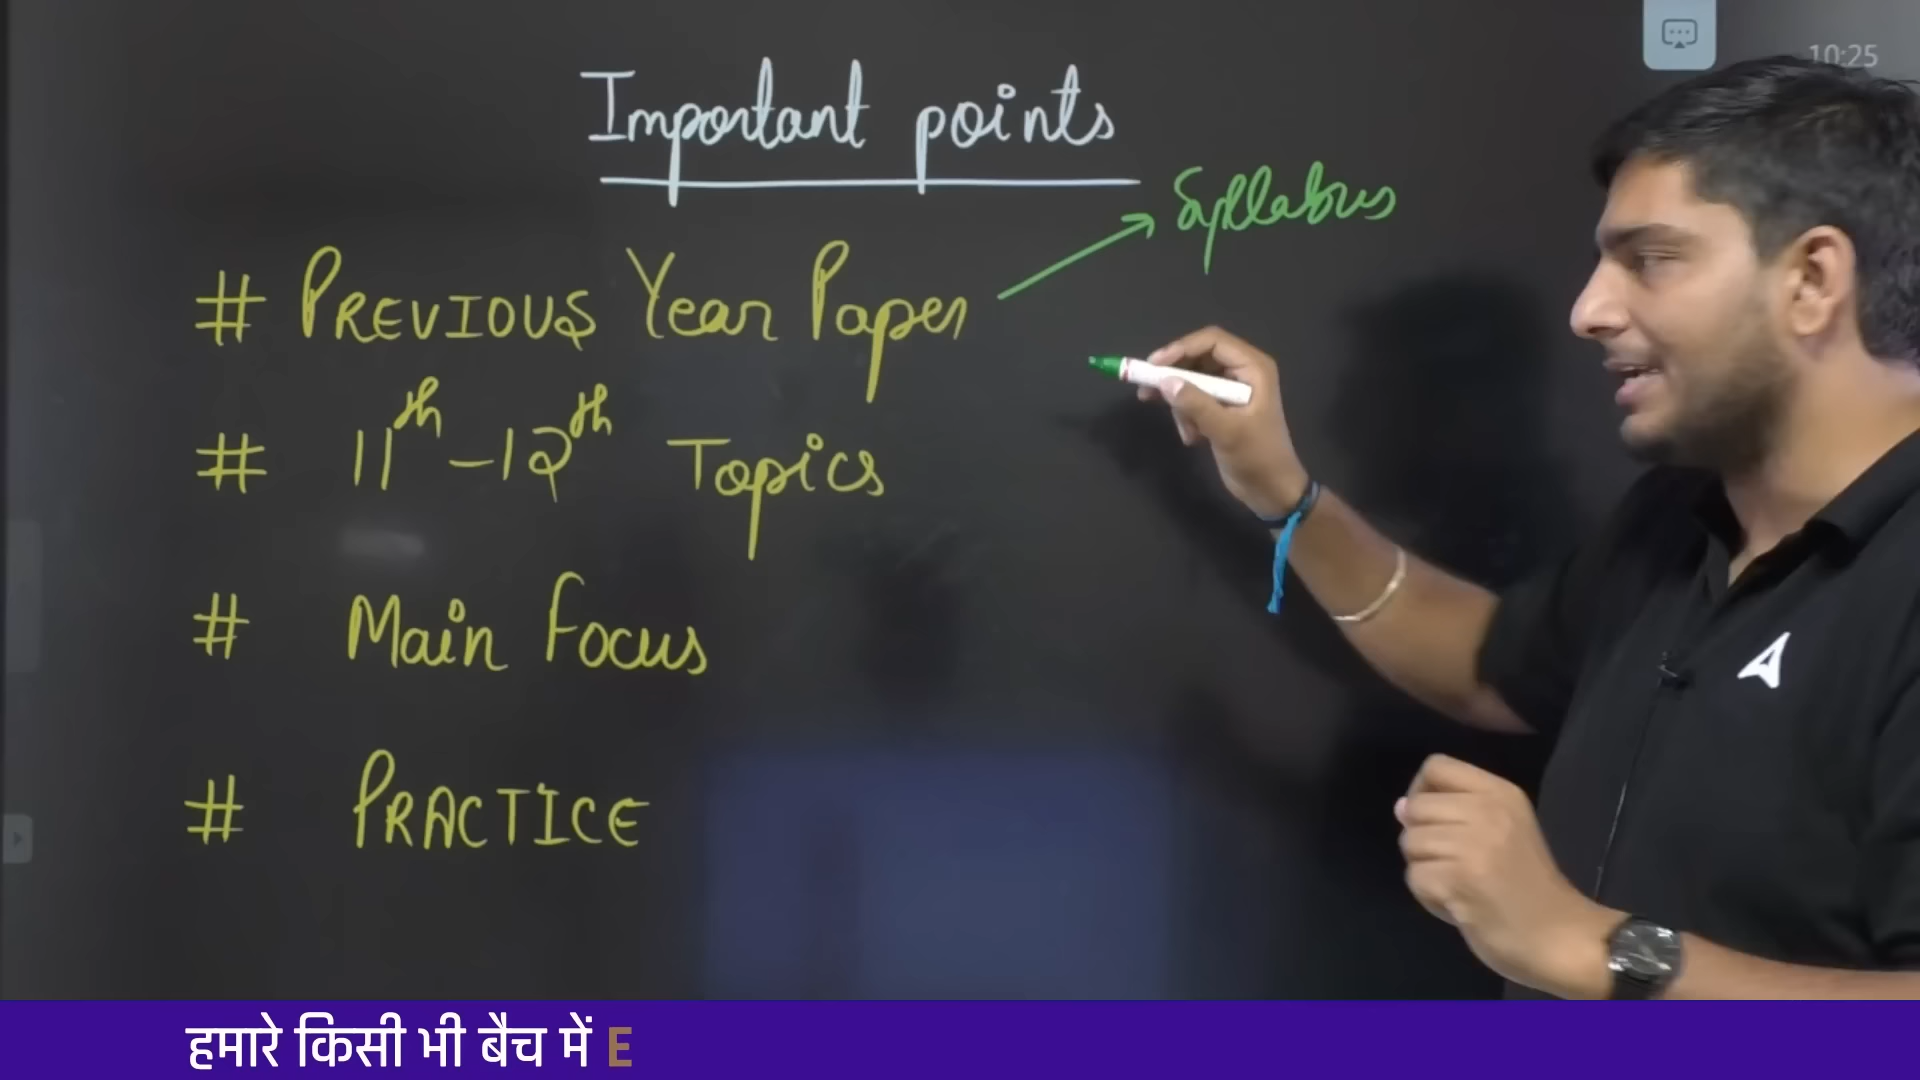 10:25
Important points
Syllabus
# PREVIOUS Year Paper
# 11th - 12th Topics
# Main Focus
# PRACTICE
हमारे किसी भी बैच में E